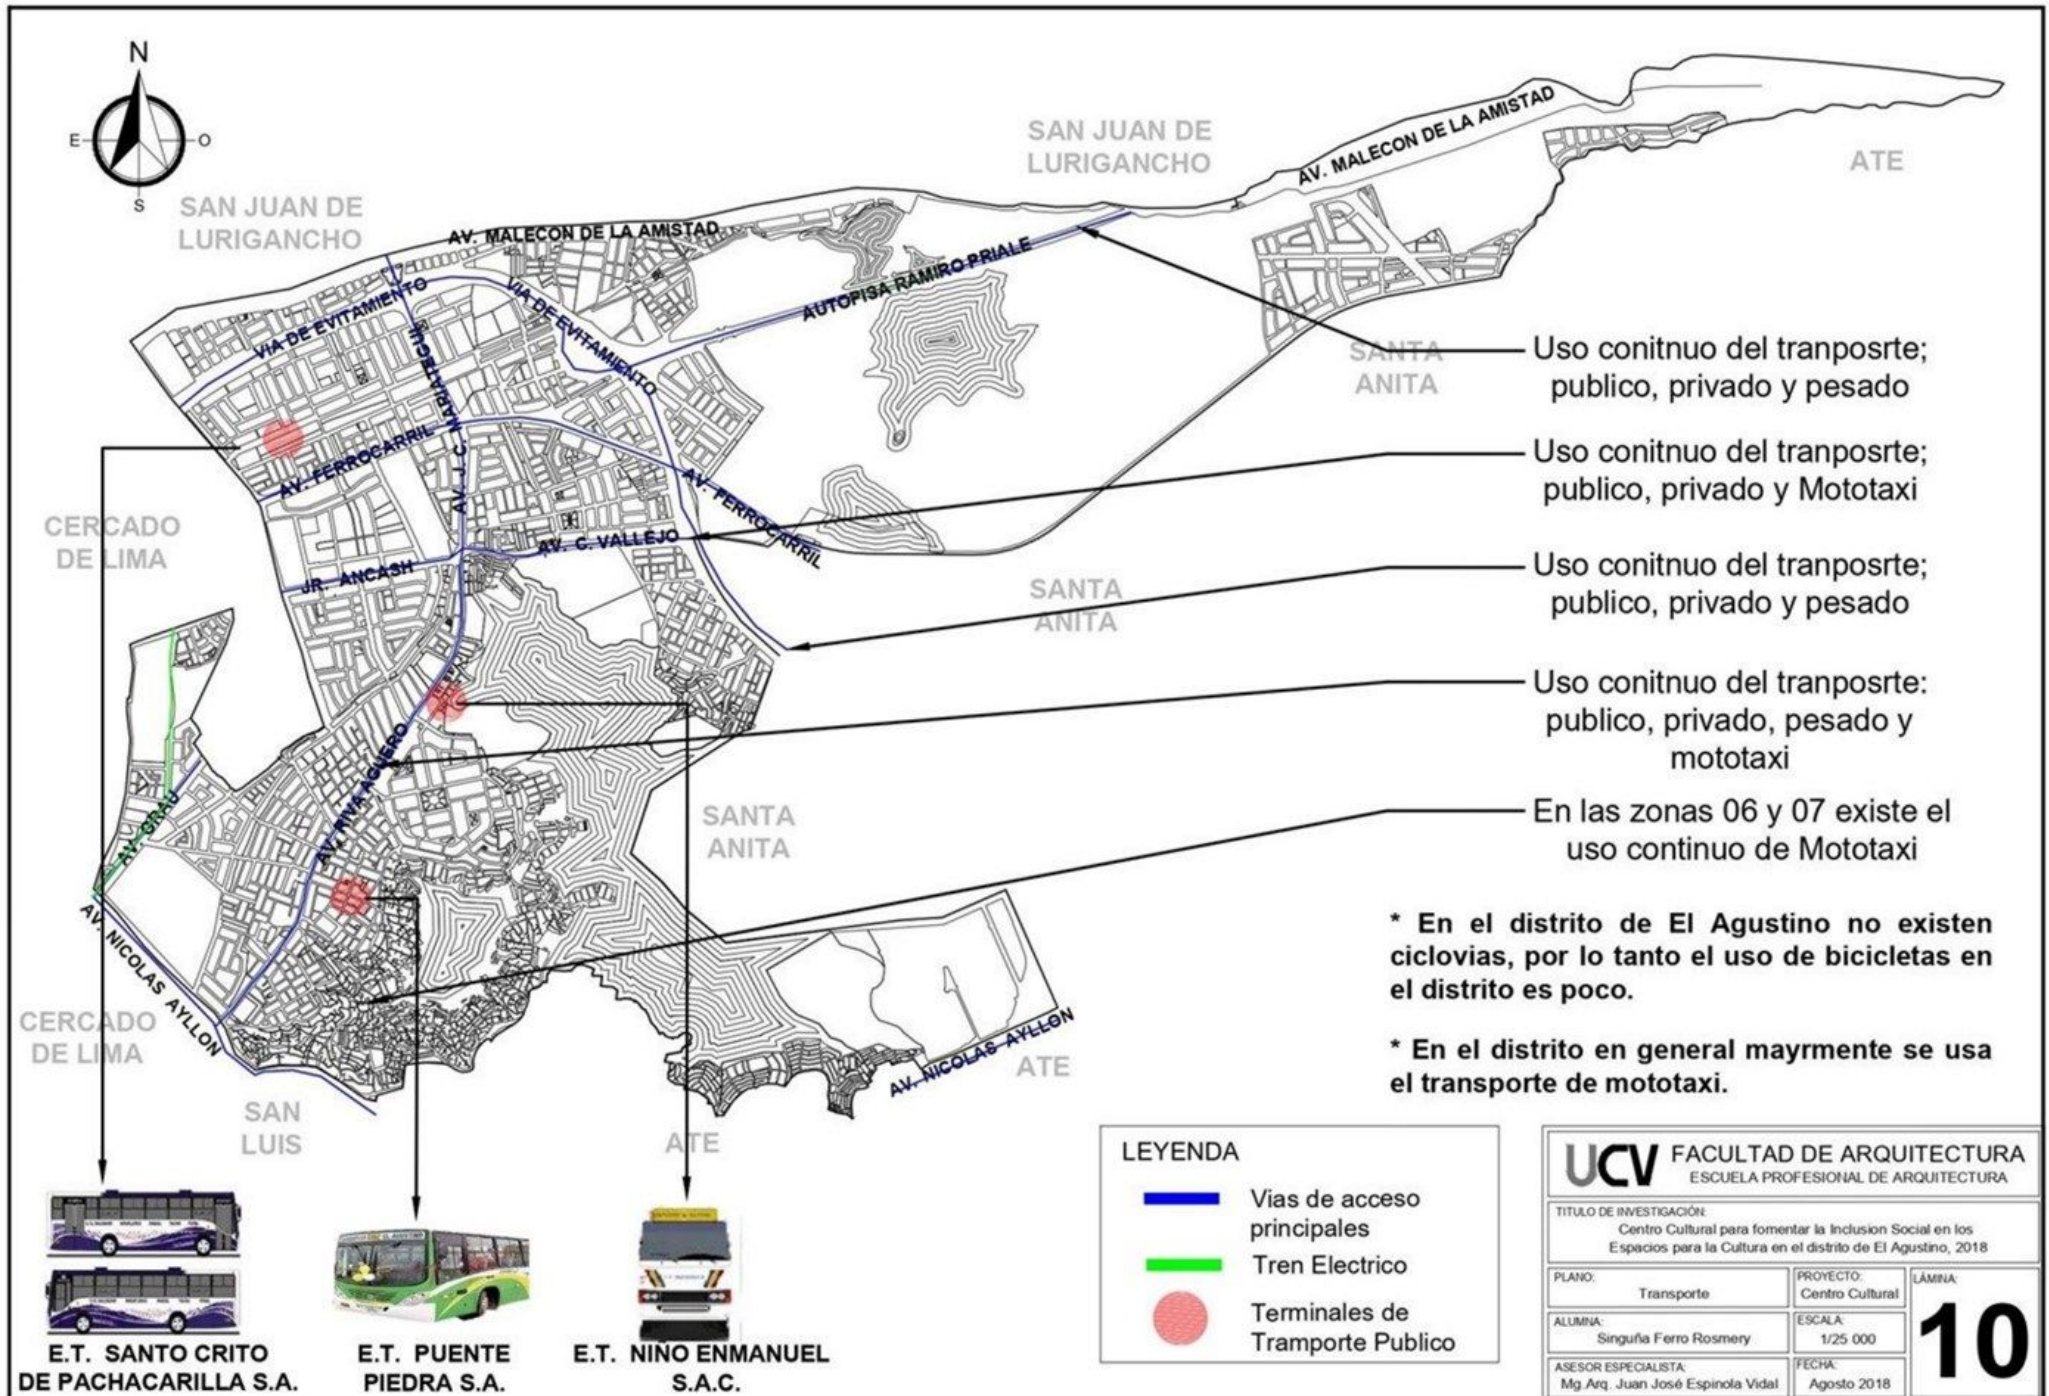 N
E
O
S
SAN JUAN DE
LURIGANCHO
SAN JUAN DE
LURIGANCHO
ATE
AV. MALECON DE LA AMISTAD
AV. MALECON DE LA AMISTAD
AUTOPISA RAMIRO PRIALE
VIA DE EVITAMIENTO
VIA DE EVITAMIENTO
AV. J. C. MARIATEGUI
AV. FERROCARRIL
AV. FERROCARRIL
AV. C. VALLEJO
JR. ANCASH
CERCADO
DE LIMA
SANTA
ANITA
SANTA
ANITA
SANTA
ANITA
AV. RIVA AGUERO
AV. GRAU
AV. NICOLAS AYLLON
CERCADO
DE LIMA
SAN
LUIS
ATE
AV. NICOLAS AYLLON
ATE
Uso conitnuo del tranposrte;
publico, privado y pesado
Uso conitnuo del tranposrte;
publico, privado y Mototaxi
Uso conitnuo del tranposrte;
publico, privado y pesado
Uso conitnuo del tranposrte:
publico, privado, pesado y
mototaxi
En las zonas 06 y 07 existe el
uso continuo de Mototaxi
* En el distrito de El Agustino no existen
ciclovias, por lo tanto el uso de bicicletas en
el distrito es poco.
* En el distrito en general mayrmente se usa
el transporte de mototaxi.
E.T. SANTO CRITO
DE PACHACARILLA S.A.
E.T. PUENTE
PIEDRA S.A.
E.T. NIÑO ENMANUEL
S.A.C.
LEYENDA
Vias de acceso
principales
Tren Electrico
Terminales de
Tramporte Publico
UCV FACULTAD DE ARQUITECTURA
ESCUELA PROFESIONAL DE ARQUITECTURA
TITULO DE INVESTIGACIÓN:
Centro Cultural para fomentar la Inclusion Social en los
Espacios para la Cultura en el distrito de El Agustino, 2018
PLANO:
Transporte
PROYECTO:
Centro Cultural
LÁMINA:
10
ALUMNA:
Singuña Ferro Rosmery
ESCALA:
1/25 000
ASESOR ESPECIALISTA:
Mg.Arq. Juan José Espinola Vidal
FECHA:
Agosto 2018